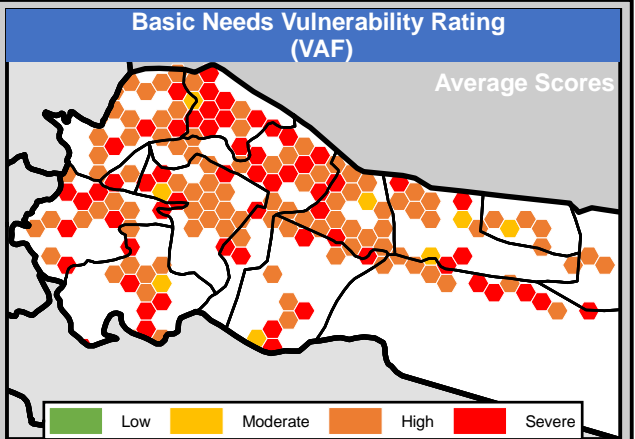 Basic Needs Vulnerability Rating
(VAF)
Average Scores
Low Moderate High Severe